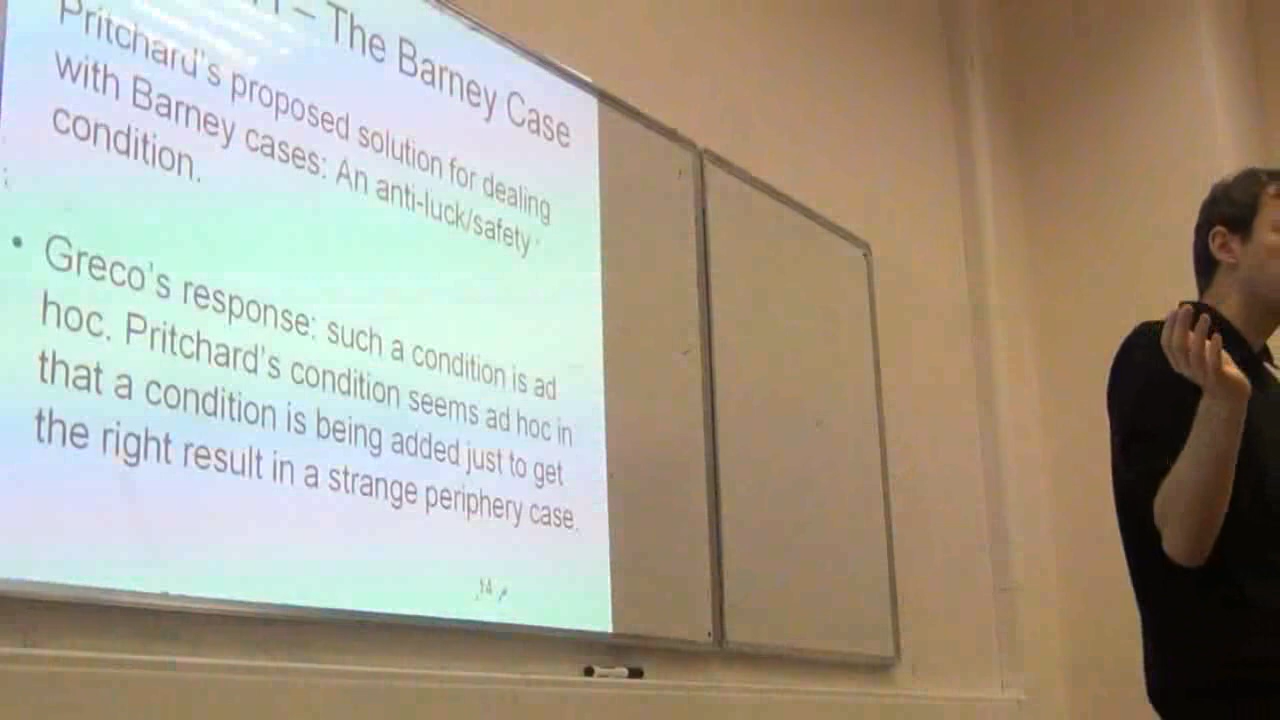 – The Barney Case
Pritchard's proposed solution for dealing
with Barney cases: An anti-luck/safety
condition.
• Greco's response: such a condition is ad
hoc. Pritchard's condition seems ad hoc in
that a condition is being added just to get
the right result in a strange periphery case.